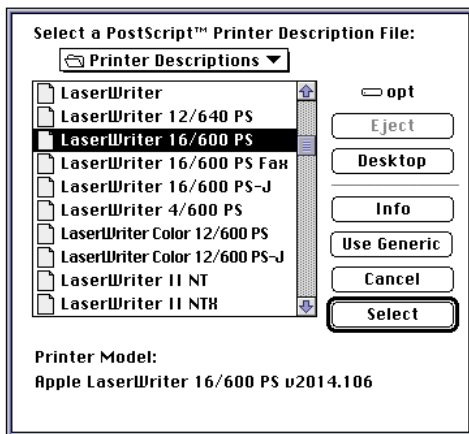 Select a PostScript™ Printer Description File:
Printer Descriptions
LaserWriter
LaserWriter 12/640 PS
LaserWriter 16/600 PS
LaserWriter 16/600 PS Fax
LaserWriter 16/600 PS-J
LaserWriter 4/600 PS
LaserWriter Color 12/600 PS
LaserWriter Color 12/600 PS-J
LaserWriter II NT
LaserWriter II NTX
opt
Eject
Desktop
Info
Use Generic
Cancel
Select
Printer Model:
Apple LaserWriter 16/600 PS v2014.106